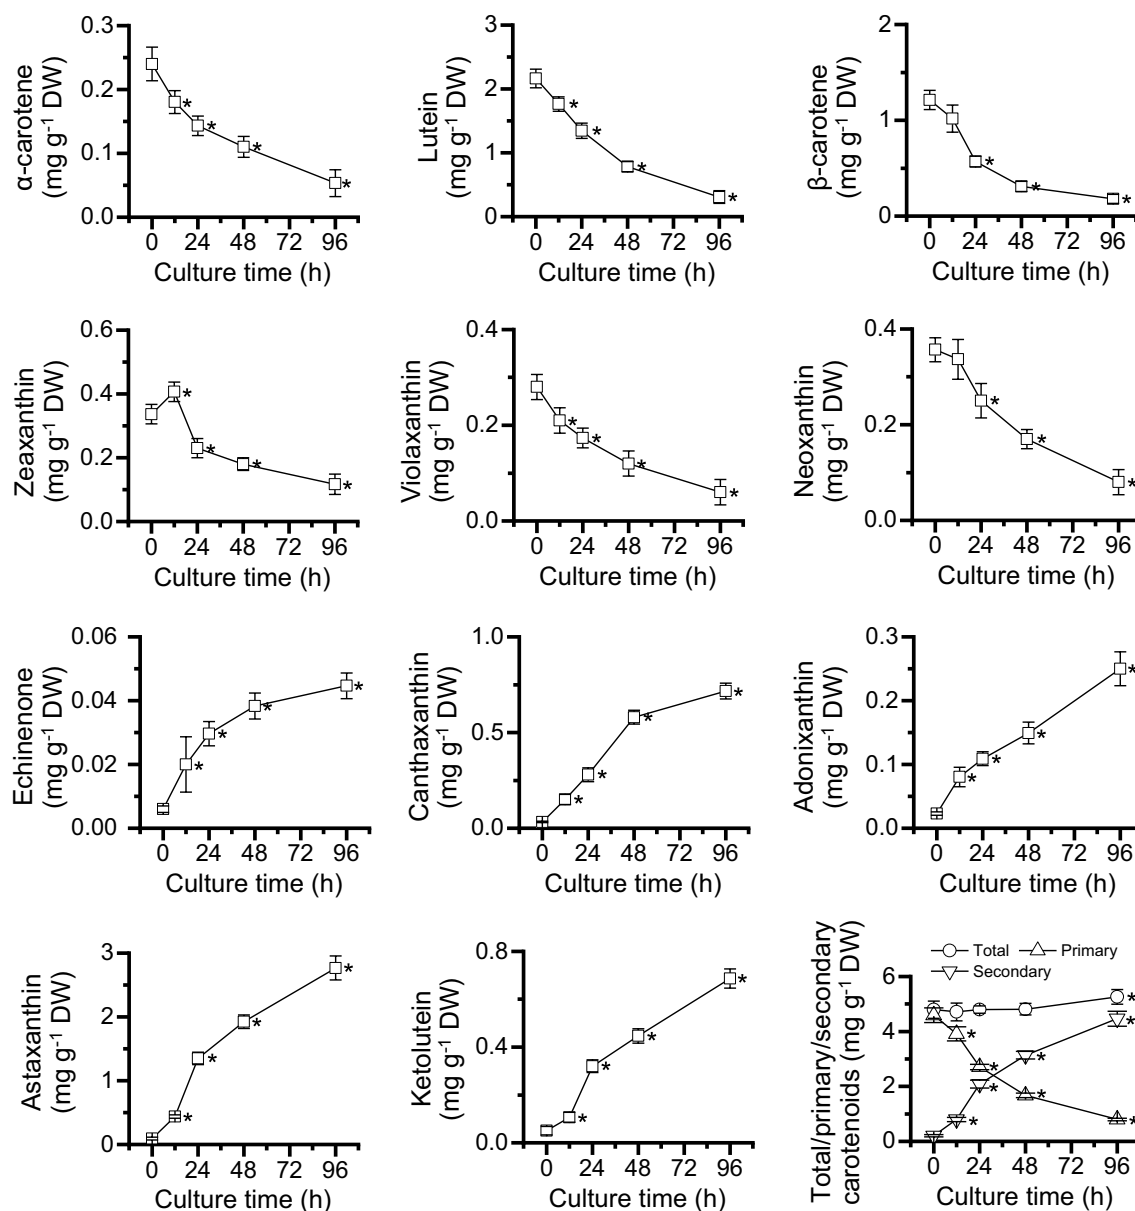 α-carotene
(mg g⁻¹ DW)
0.3
0.2
0.1
0.0
0 24 48 72 96
Culture time (h)
*
*
*
*
Lutein
(mg g⁻¹ DW)
3
2
1
0
0 24 48 72 96
Culture time (h)
*
*
*
*
β-carotene
(mg g⁻¹ DW)
2
1
0
0 24 48 72 96
Culture time (h)
*
*
*
Zeaxanthin
(mg g⁻¹ DW)
0.6
0.4
0.2
0.0
0 24 48 72 96
Culture time (h)
*
*
*
*
Violaxanthin
(mg g⁻¹ DW)
0.4
0.2
0.0
0 24 48 72 96
Culture time (h)
*
*
*
*
Neoxanthin
(mg g⁻¹ DW)
0.4
0.2
0.0
0 24 48 72 96
Culture time (h)
*
*
*
Echinenone
(mg g⁻¹ DW)
0.06
0.04
0.02
0.00
0 24 48 72 96
Culture time (h)
*
*
*
*
Canthaxanthin
(mg g⁻¹ DW)
1.0
0.5
0.0
0 24 48 72 96
Culture time (h)
*
*
*
*
Adonixanthin
(mg g⁻¹ DW)
0.3
0.2
0.1
0.0
0 24 48 72 96
Culture time (h)
*
*
*
*
Astaxanthin
(mg g⁻¹ DW)
3
2
1
0
0 24 48 72 96
Culture time (h)
*
*
*
*
Ketolutein
(mg g⁻¹ DW)
0.8
0.4
0.0
0 24 48 72 96
Culture time (h)
*
*
*
*
Total/primary/secondary
carotenoids (mg g⁻¹ DW)
Total Primary
Secondary
6
4
2
0
0 24 48 72 96
Culture time (h)
*
*
*
*
*
*
*
*
*